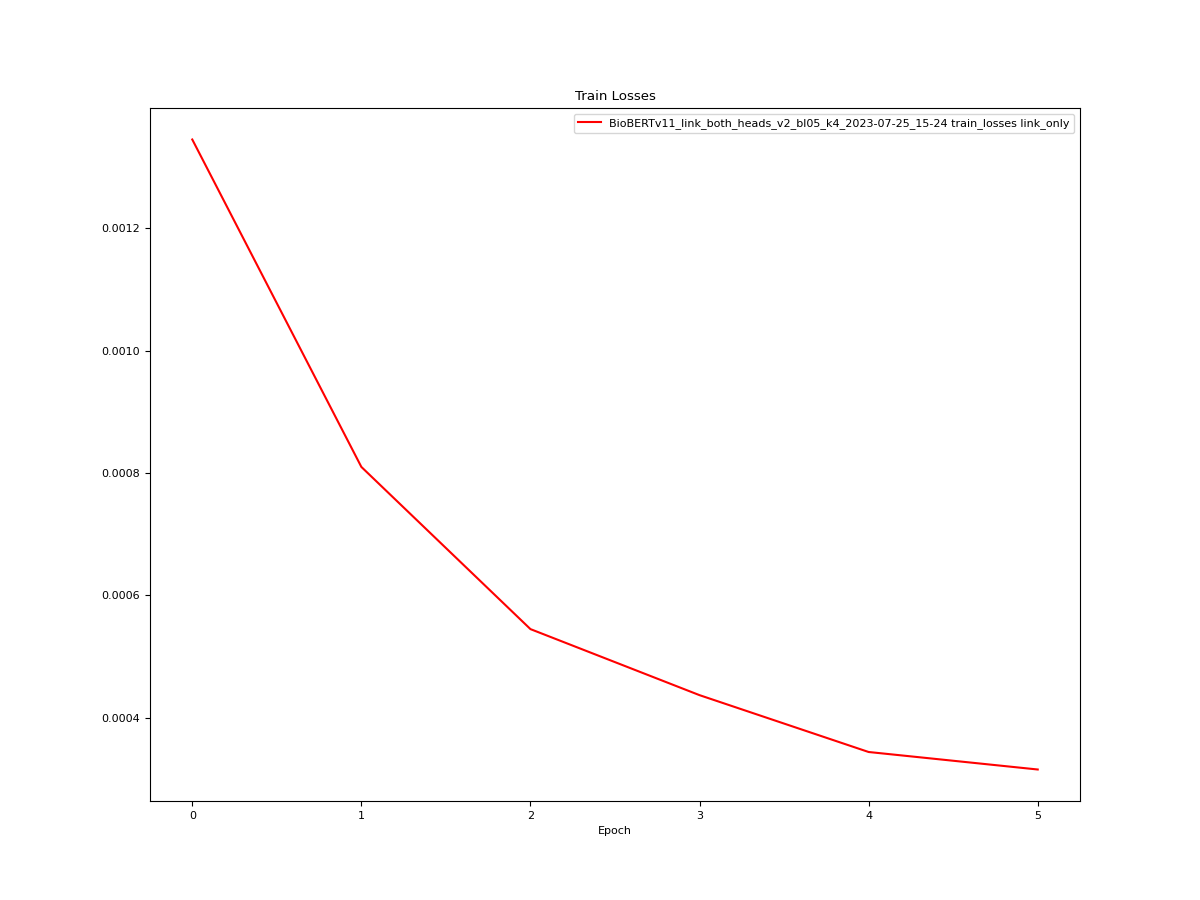 Train Losses
BioBERTv11_link_both_heads_v2_bl05_k4_2023-07-25_15-24 train_losses link_only
0.0012
0.0010
0.0008
0.0006
0.0004
0 1 2 3 4 5
Epoch